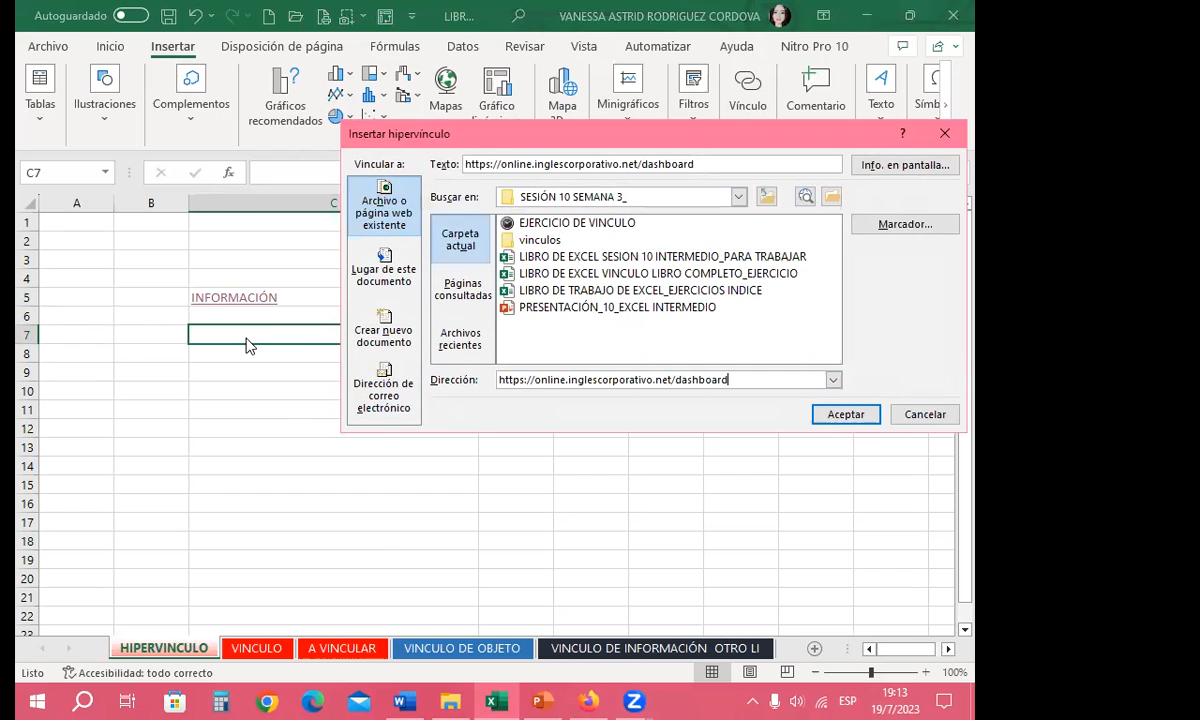 Autoguardado
LIBR...
VANESSA ASTRID RODRIGUEZ CORDOVA
Archivo Inicio Insertar Disposición de página Fórmulas Datos Revisar Vista Automatizar Ayuda Nitro Pro 10
Tablas
Ilustraciones
Complementos
Gráficos recomendados
Mapas
Gráfico
Mapa
3D
Minigráficos
Filtros
Vínculo
Comentario
Texto
Símb
Insertar hipervínculo
?
Vincular a:
Texto: https://online.inglescorporativo.net/dashboard
Info. en pantalla...
C7
fx
Archivo o página web existente
Buscar en: SESIÓN 10 SEMANA 3_
Marcador...
Carpeta actual
EJERCICIO DE VINCULO
vinculos
LIBRO DE EXCEL SESION 10 INTERMEDIO_PARA TRABAJAR
LIBRO DE EXCEL VINCULO LIBRO COMPLETO_EJERCICIO
LIBRO DE TRABAJO DE EXCEL_EJERCICIOS INDICE
PRESENTACIÓN_10_EXCEL INTERMEDIO
Lugar de este documento
Páginas consultadas
Crear nuevo documento
Archivos recientes
Dirección de correo electrónico
Dirección: https://online.inglescorporativo.net/dashboard
Aceptar Cancelar
A B C
1
2
3
4
5 INFORMACIÓN
6
7
8
9
10
11
12
13
14
15
16
17
18
19
20
21
22
23
HIPERVINCULO VINCULO A VINCULAR VINCULO DE OBJETO VINCULO DE INFORMACIÓN OTRO LI
Listo Accesibilidad: todo correcto 100%
ESP
19:13
19/7/2023